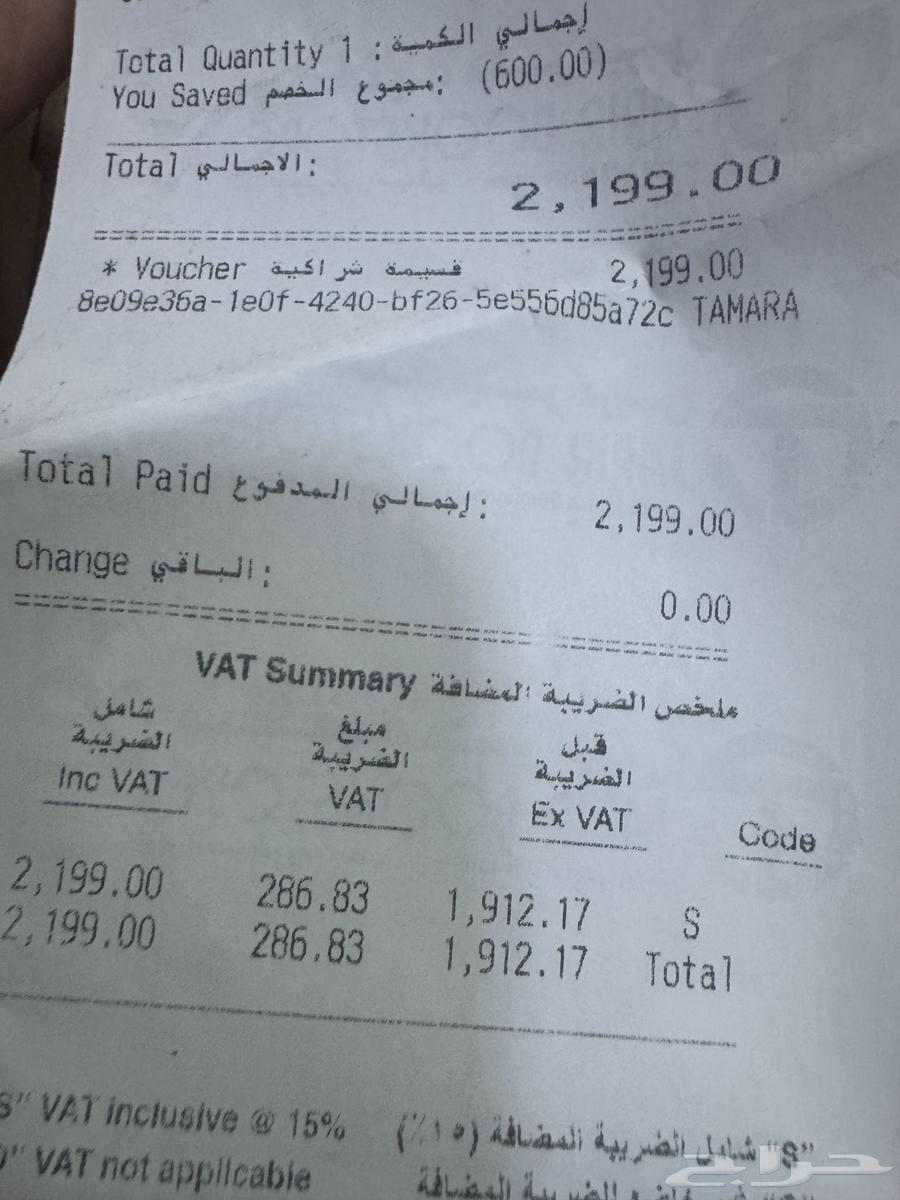 Total Quantity 1 : إجمالي الكمية
You Saved مجموع الخصم: (600.00)
Total الاجمالي:
2,199.00
* Voucher قسيمة شراكية 2,199.00
8e09e36a-1e0f-4240-bf26-5e556d85a72c TAMARA
Total Paid إجمالي المدفوع: 2,199.00
Change الباقي: 0.00
VAT Summary ملخص الضريبة المضافة
شامل مبلغ قبل
الضريبة الضريبة الضريبة
Inc VAT VAT Ex VAT Code
2,199.00 286.83 1,912.17 S
2,199.00 286.83 1,912.17 Total
S" VAT inclusive @ 15% "S" شامل الضريبة المضافة (١٥٪)
" VAT not applicable الضريبة المضافة
حراج